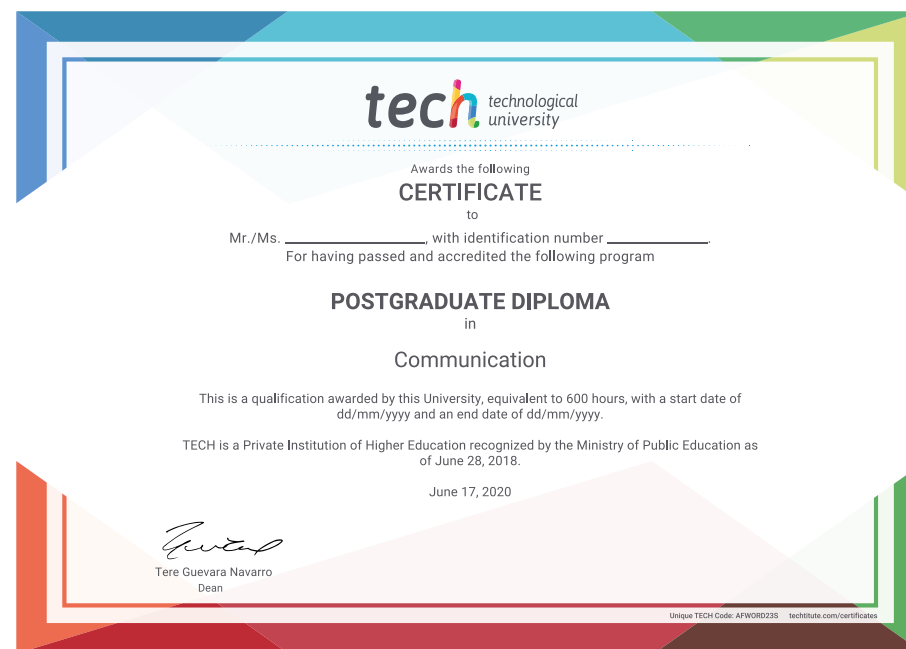 tech technological
university
Awards the following
CERTIFICATE
to
Mr./Ms. ____________________, with identification number ______________.
For having passed and accredited the following program
POSTGRADUATE DIPLOMA
in
Communication
This is a qualification awarded by this University, equivalent to 600 hours, with a start date of
dd/mm/yyyy and an end date of dd/mm/yyyy.
TECH is a Private Institution of Higher Education recognized by the Ministry of Public Education as
of June 28, 2018.
June 17, 2020
Tere Guevara Navarro
Dean
Unique TECH Code: AFWORD23S techtitute.com/certificates